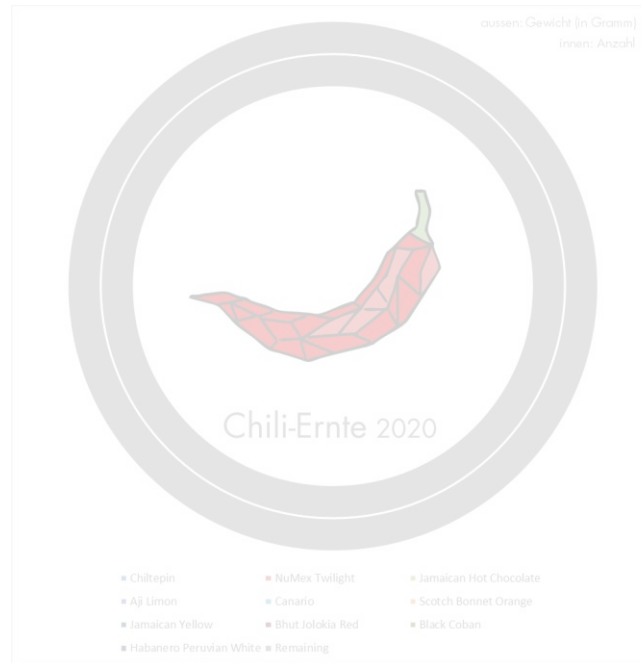 aussen: Gewicht (in Gramm)
innen: Anzahl
Chili-Ernte 2020
Chiltepin NuMex Twilight Jamaican Hot Chocolate
Aji Limon Canario Scotch Bonnet Orange
Jamaican Yellow Bhut Jolokia Red Black Coban
Habanero Peruvian White Remaining